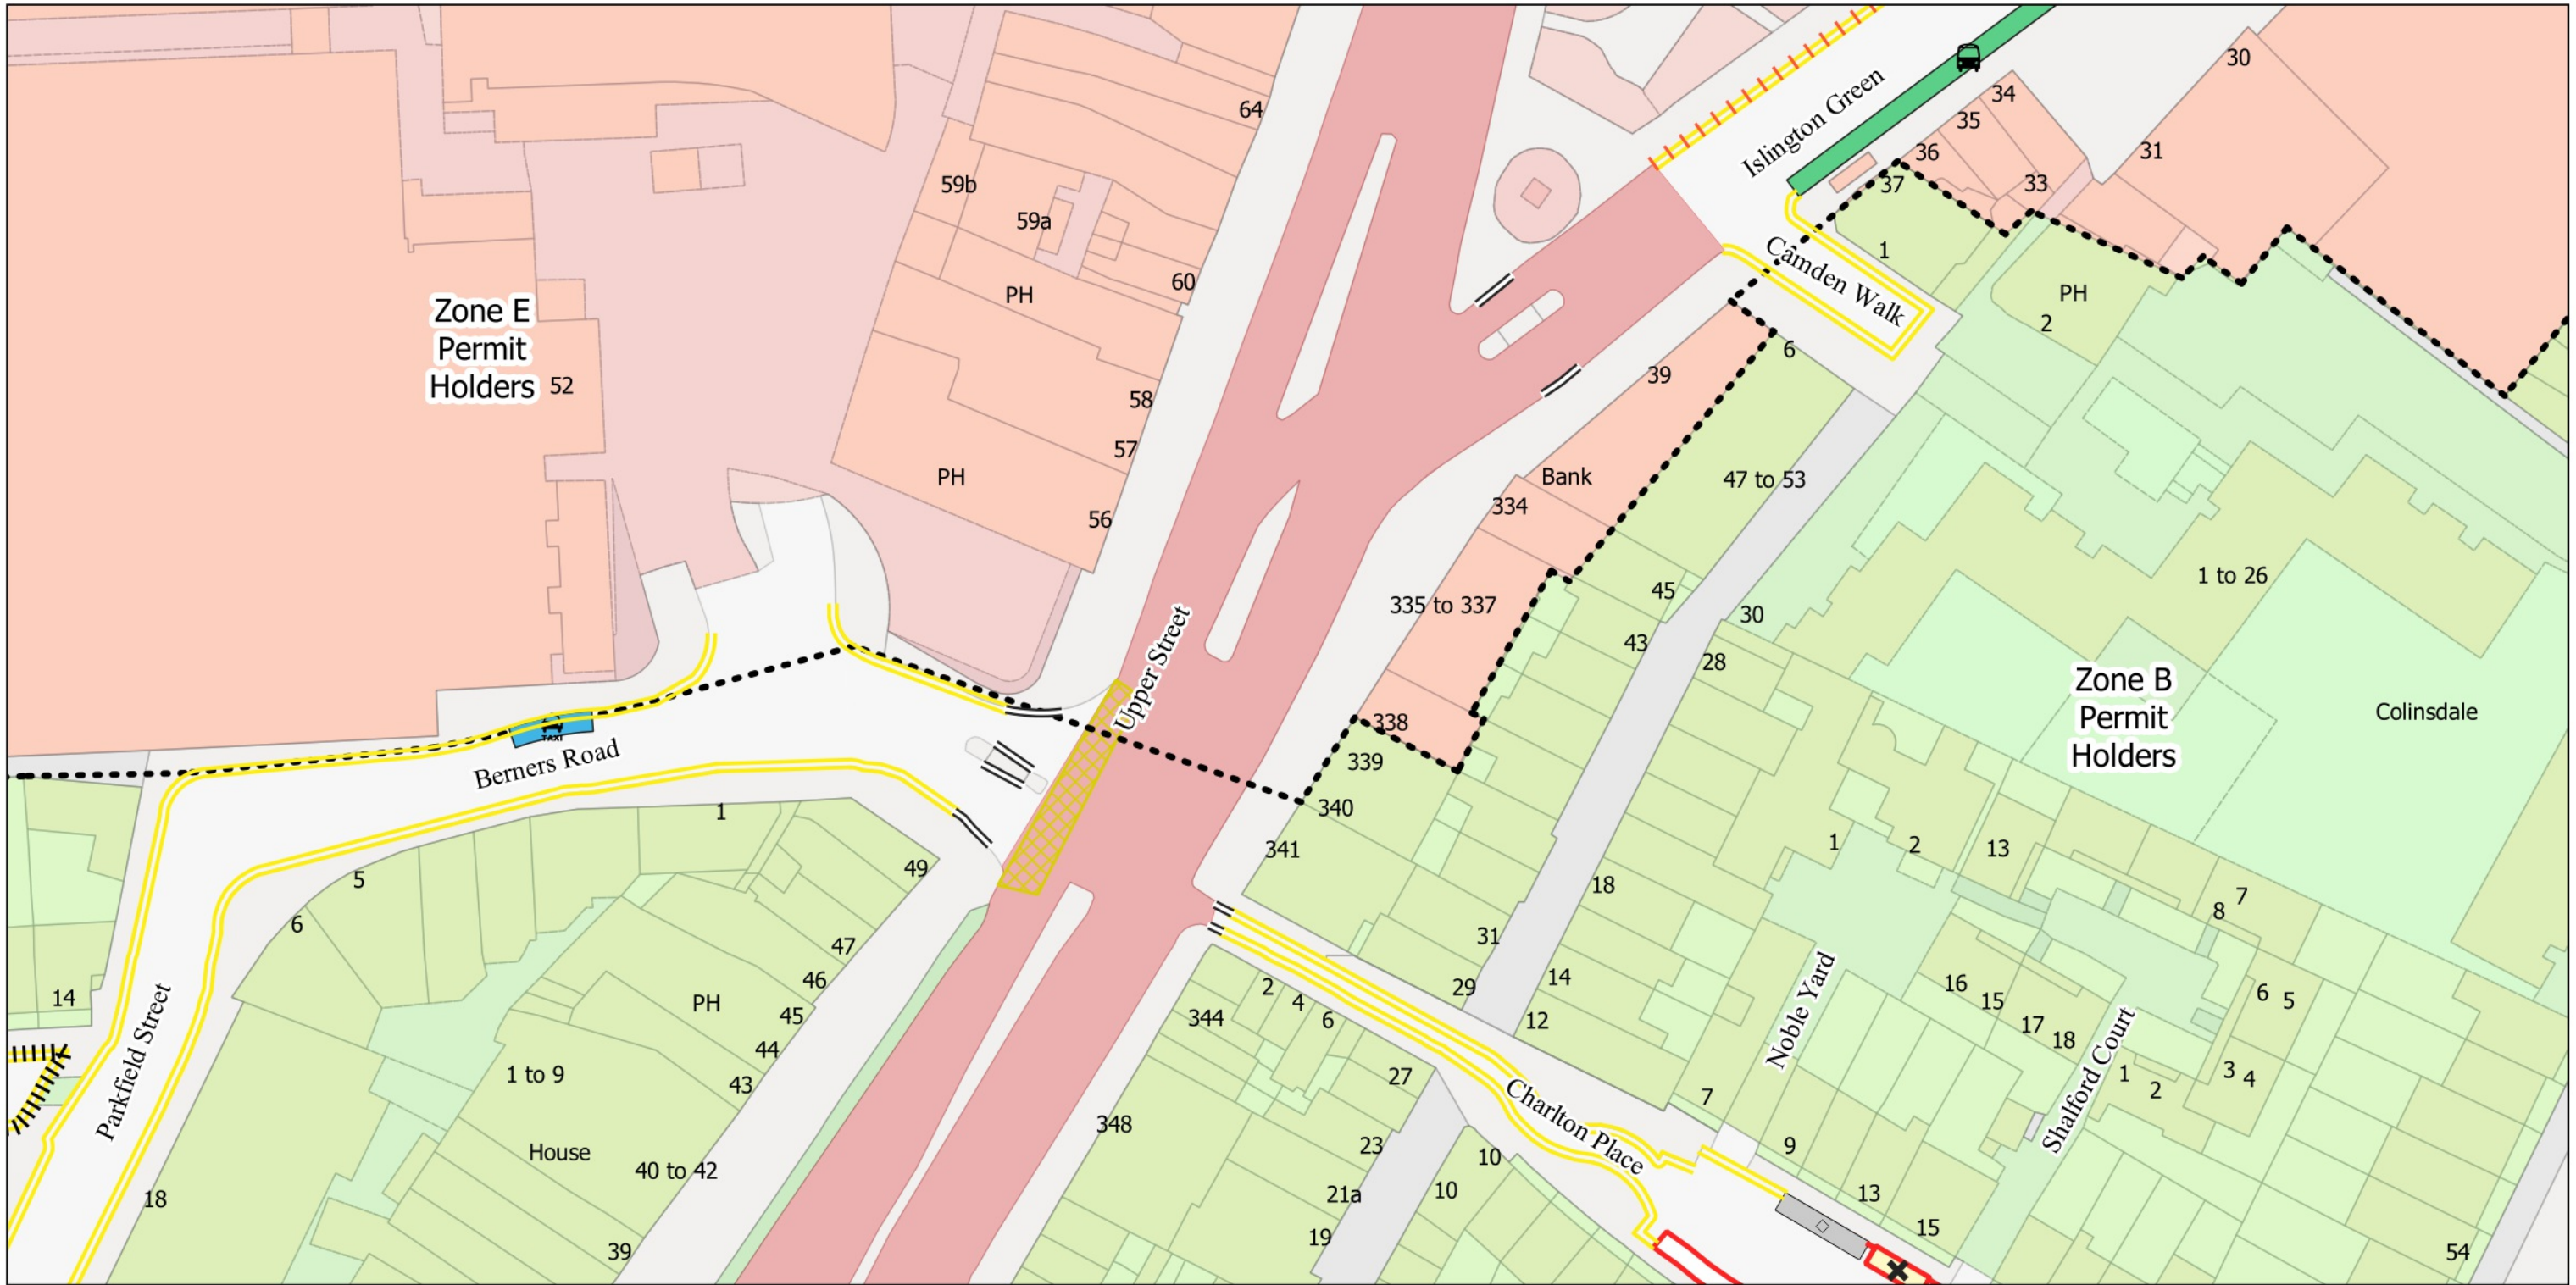 30
64
34
35
Islington Green
31
36
59b
37
33
59a
1
60
Camden Walk
PH
PH
2
Zone E
Permit
Holders
52
6
39
58
57
PH
Bank
47 to 53
334
56
1 to 26
45
335 to 337
30
43
28
Upper Street
Zone B
Permit
Holders
Colinsdale
338
TAXI
Berners Road
339
340
1
341
1
2
13
49
5
18
7
8
6
31
47
46
29
14
16
15
6
5
14
PH
45
2
4
6
344
12
17
18
Noble Yard
Shalford Court
Parkfield Street
44
43
1 to 9
27
7
1
2
3
4
Charlton Place
348
House
40 to 42
23
10
9
18
21a
10
13
39
19
15
54